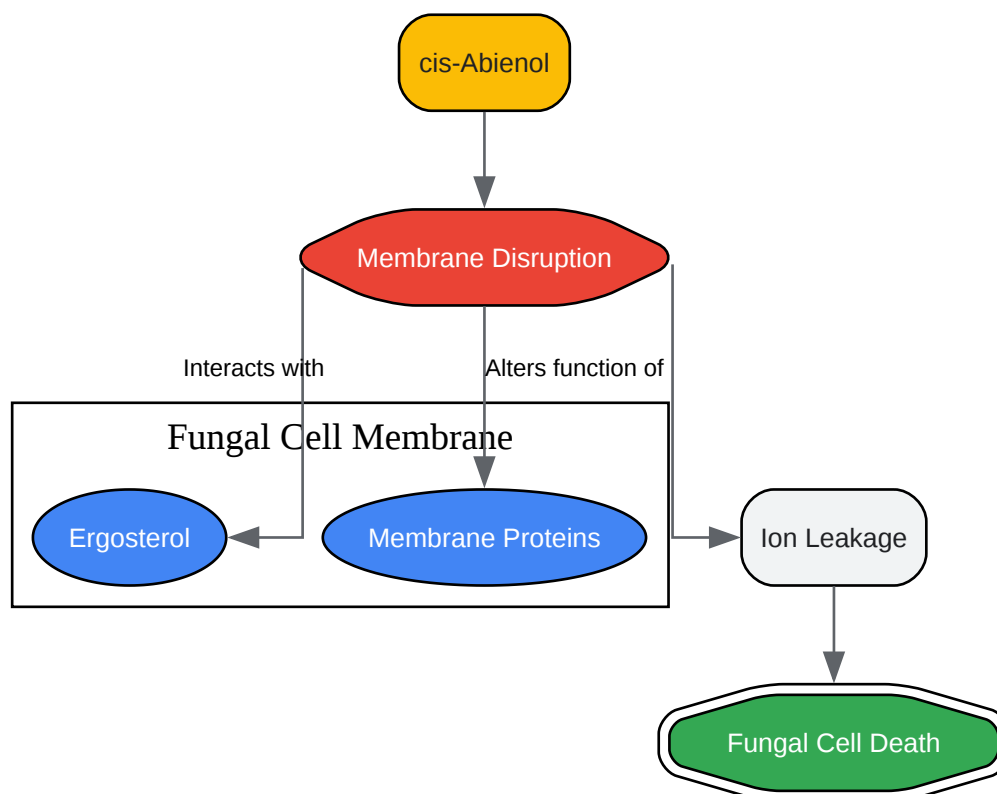 cis-Abienol
Membrane Disruption
Interacts with
Alters function of
Fungal Cell Membrane
Ergosterol
Membrane Proteins
Ion Leakage
Fungal Cell Death